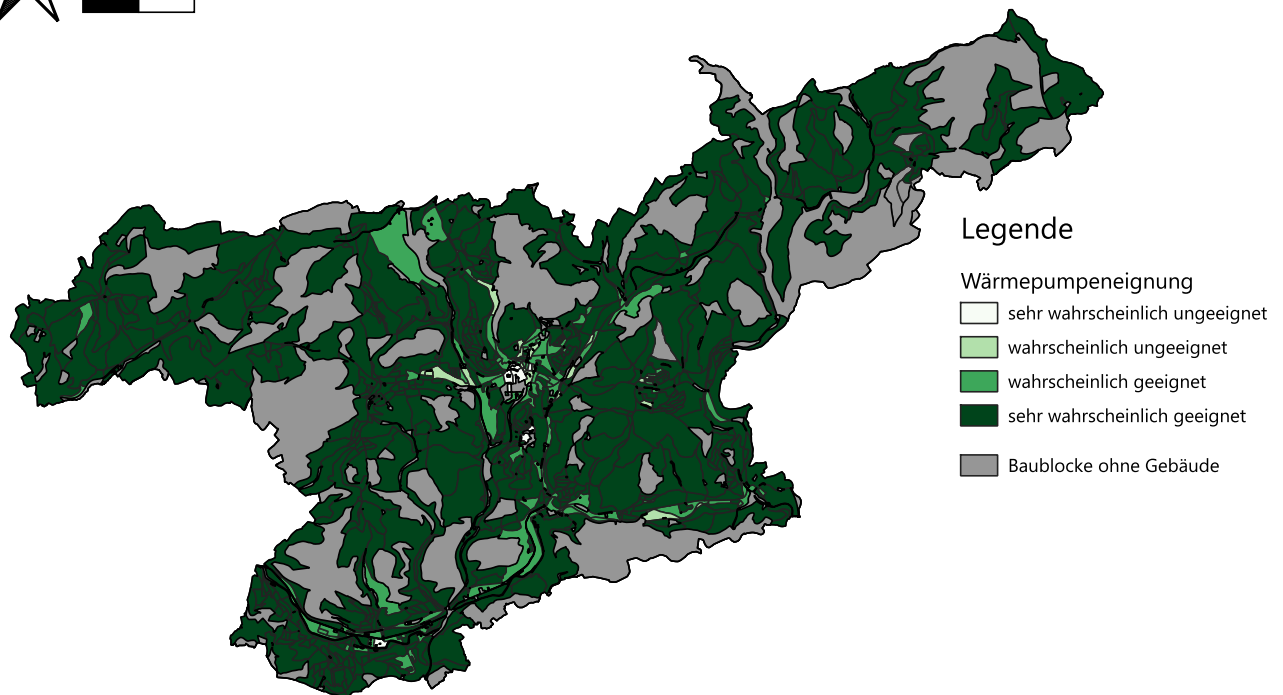 Legende
Wärmepumpeneignung
sehr wahrscheinlich ungeeignet
wahrscheinlich ungeeignet
wahrscheinlich geeignet
sehr wahrscheinlich geeignet
Baublocke ohne Gebäude